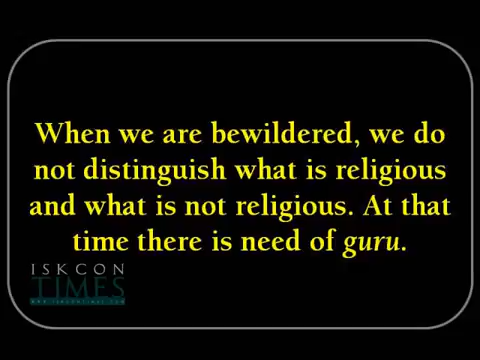 When we are bewildered, we do
not distinguish what is religious
and what is not religious. At that
time there is need of guru.
ISKCON
TIMES